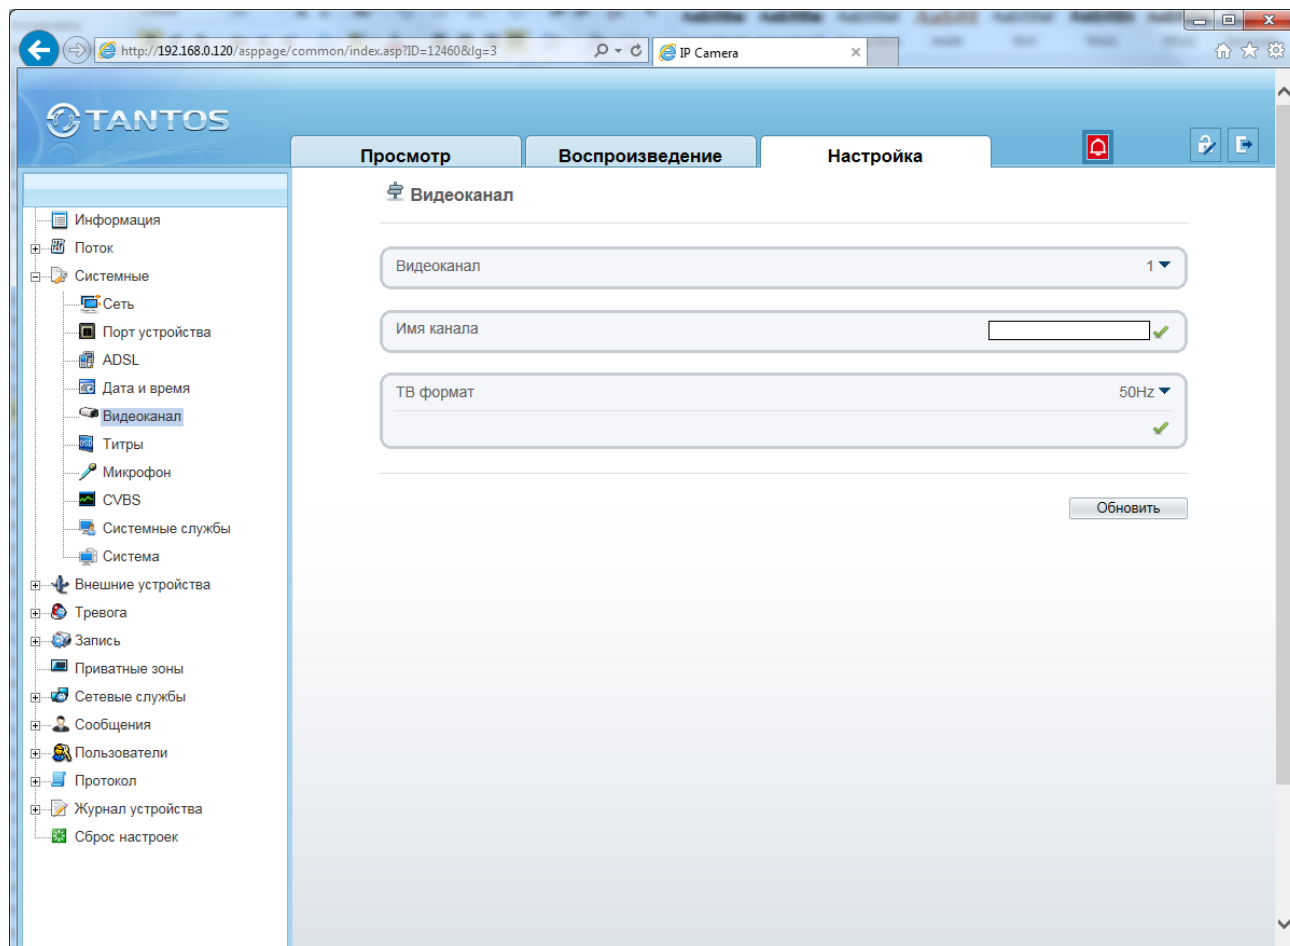 http://192.168.0.120/asppage/common/index.asp?ID=12460&lg=3
IP Camera
TANTOS
Просмотр
Воспроизведение
Настройка
Видеоканал
Информация
Поток
Системные
Сеть
Порт устройства
ADSL
Дата и время
Видеоканал
Титры
Микрофон
CVBS
Системные службы
Система
Внешние устройства
Тревога
Запись
Приватные зоны
Сетевые службы
Сообщения
Пользователи
Протокол
Журнал устройства
Сброс настроек
Видеоканал 1
Имя канала
ТВ формат 50Hz
Обновить